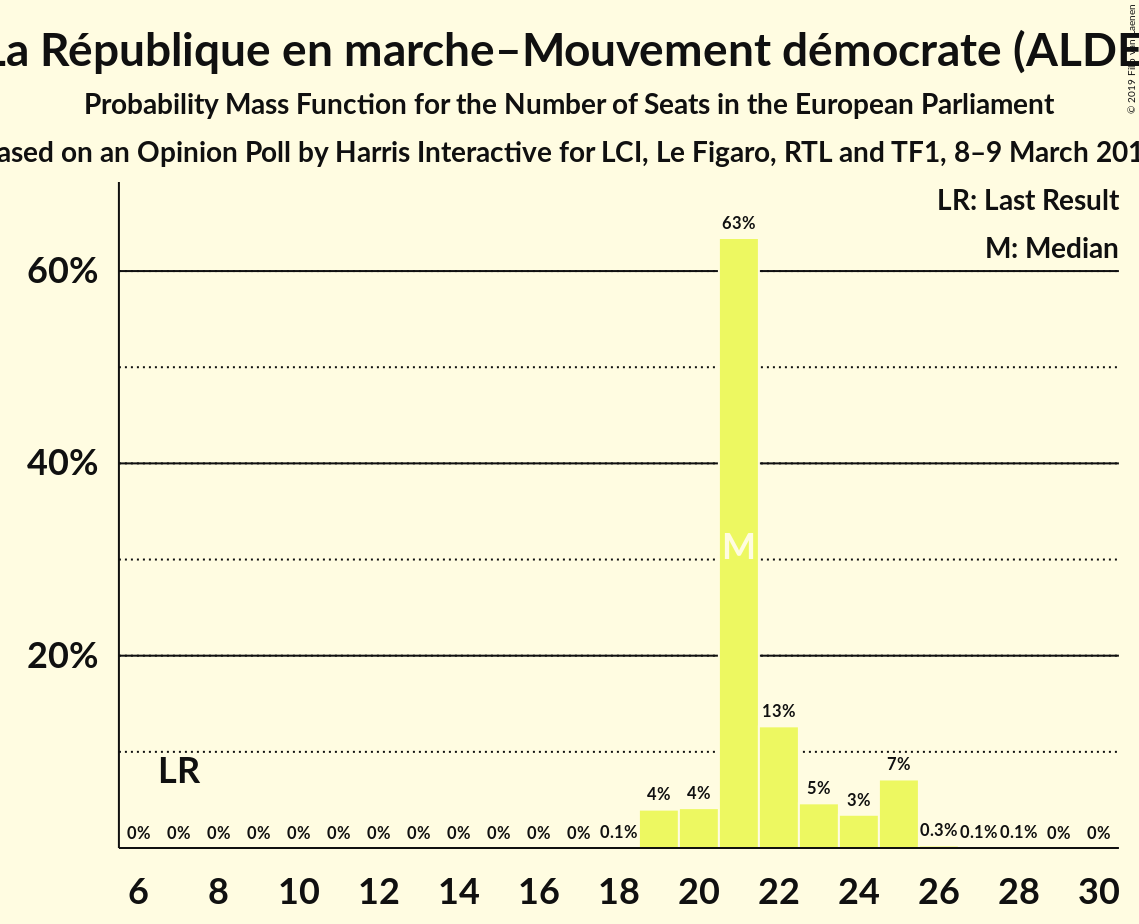 La République en marche–Mouvement démocrate (ALDE
Probability Mass Function for the Number of Seats in the European Parliament
ased on an Opinion Poll by Harris Interactive for LCI, Le Figaro, RTL and TF1, 8–9 March 201
© 2019
LR: Last Result
M: Median
63%
60%
40%
M
20%
13%
LR
7%
4% 4% 5% 3%
0% 0% 0% 0% 0% 0% 0% 0% 0% 0% 0% 0% 0.1% 0.3% 0.1% 0.1% 0% 0%
6 8 10 12 14 16 18 20 22 24 26 28 30